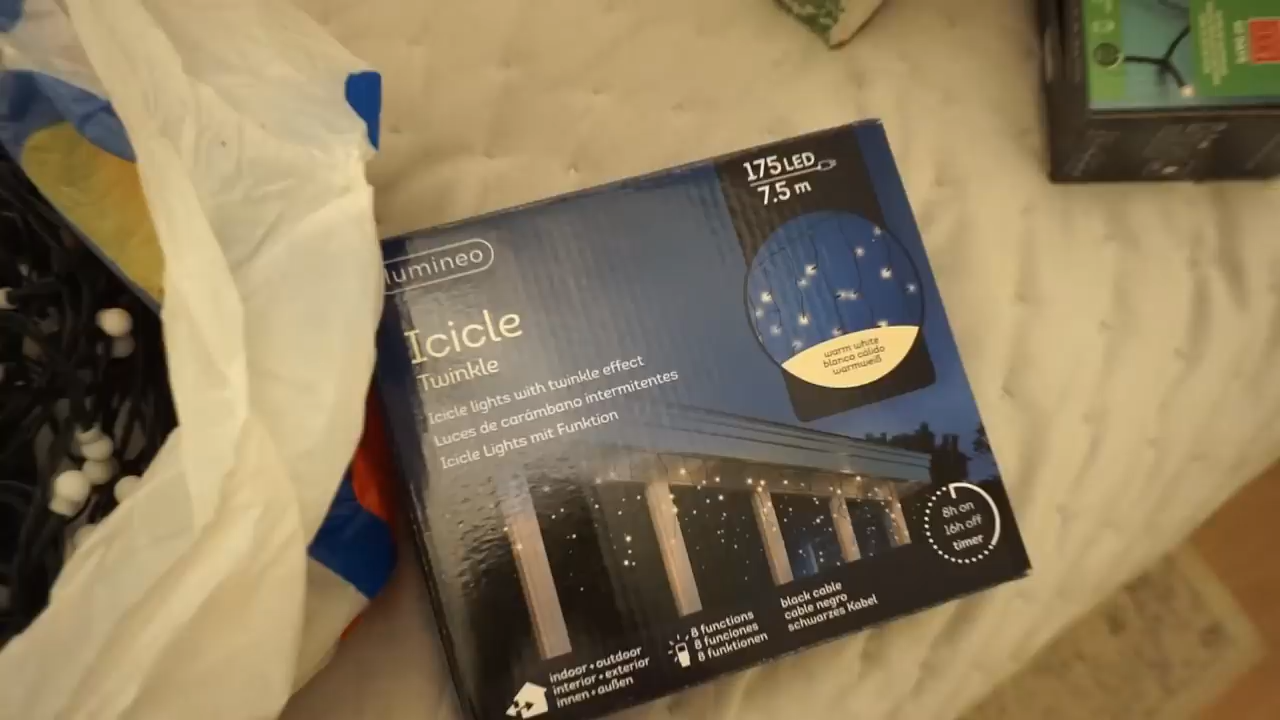 lumineo
Icicle
Twinkle
Icicle lights with twinkle effect
Luces de carámbano intermitentes
Icicle Lights mit Funktion
175 LED
7.5 m
warm white
blanco cálido
warmweiß
8h on
16h off
timer
indoor + outdoor
interior + exterior
innen + außen
8 functions
8 funciones
8 funktionen
black cable
cable negro
schwarzes Kabel